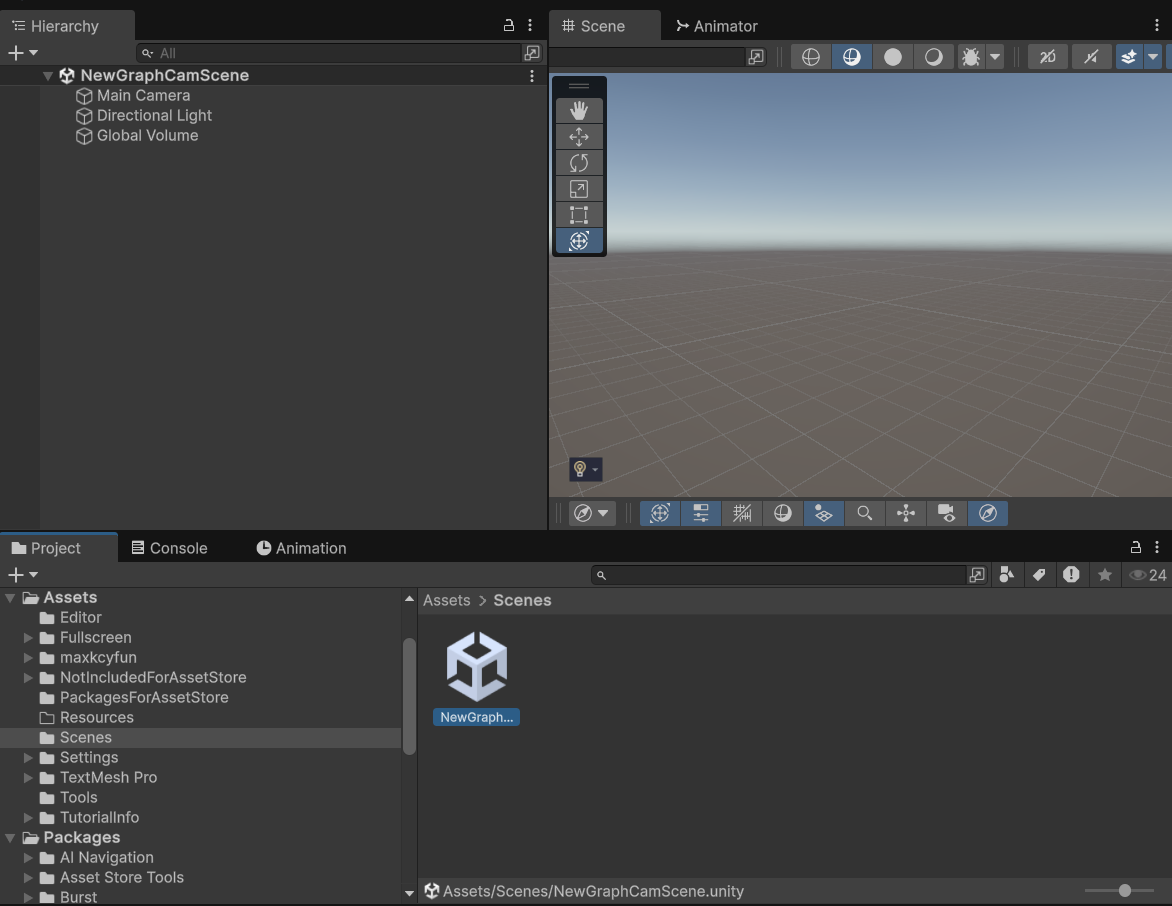 Hierarchy
All
NewGraphCamScene
Main Camera
Directional Light
Global Volume
Scene
Animator
2D
Project
Console
Animation
24
Assets
Editor
Fullscreen
maxkcyfun
NotIncludedForAssetStore
PackagesForAssetStore
Resources
Scenes
Settings
TextMesh Pro
Tools
TutorialInfo
Packages
AI Navigation
Asset Store Tools
Burst
Assets > Scenes
NewGraph...
Assets/Scenes/NewGraphCamScene.unity